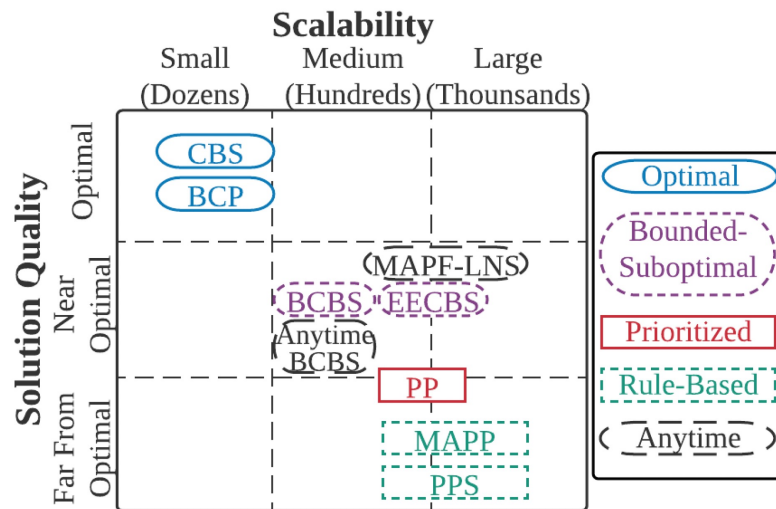 Scalability
Small Medium Large
(Dozens) (Hundreds) (Thounsands)
Solution Quality
Optimal
Near
Optimal
Far From
Optimal
CBS
BCP
MAPF-LNS
BCBS EECBS
Anytime
BCBS
PP
MAPP
PPS
Optimal
Bounded-
Suboptimal
Prioritized
Rule-Based
Anytime